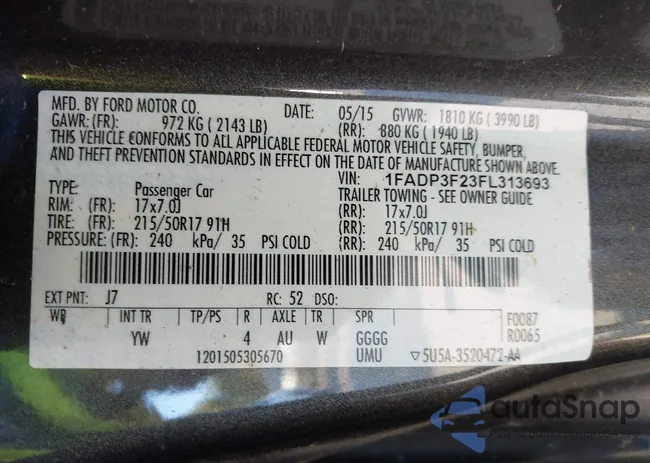 MFD. BY FORD MOTOR CO. DATE: 05/15 GVWR: 1810 KG ( 3990 LB)
GAWR: (FR): 972 KG ( 2143 LB) (RR): 880 KG ( 1940 LB)
THIS VEHICLE CONFORMS TO ALL APPLICABLE FEDERAL MOTOR VEHICLE SAFETY, BUMPER,
AND THEFT PREVENTION STANDARDS IN EFFECT ON THE DATE OF MANUFACTURE SHOWN ABOVE.
VIN: 1FADP3F23FL313693
TYPE: Passenger Car TRAILER TOWING - SEE OWNER GUIDE
RIM: (FR): 17x7.0J (RR): 17x7.0J
TIRE: (FR): 215/50R17 91H (RR): 215/50R17 91H
PRESSURE: (FR): 240 kPa/ 35 PSI COLD (RR): 240 kPa/ 35 PSI COLD
EXT PNT: J7 RC: 52 DSO:
WB INT TR TP/PS R AXLE TR SPR F0087
YW 4 AU W GGGG R0065
1201505305670 UMU ▽5U5A-3520472-AA
autoSnap